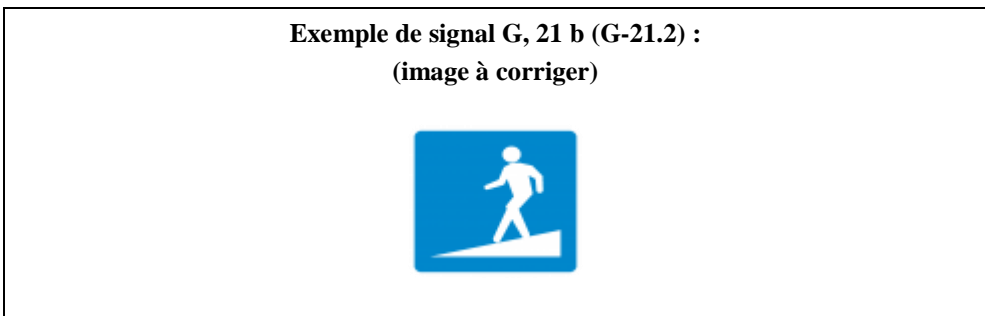 Exemple de signal G, 21 b (G-21.2) :
(image à corriger)